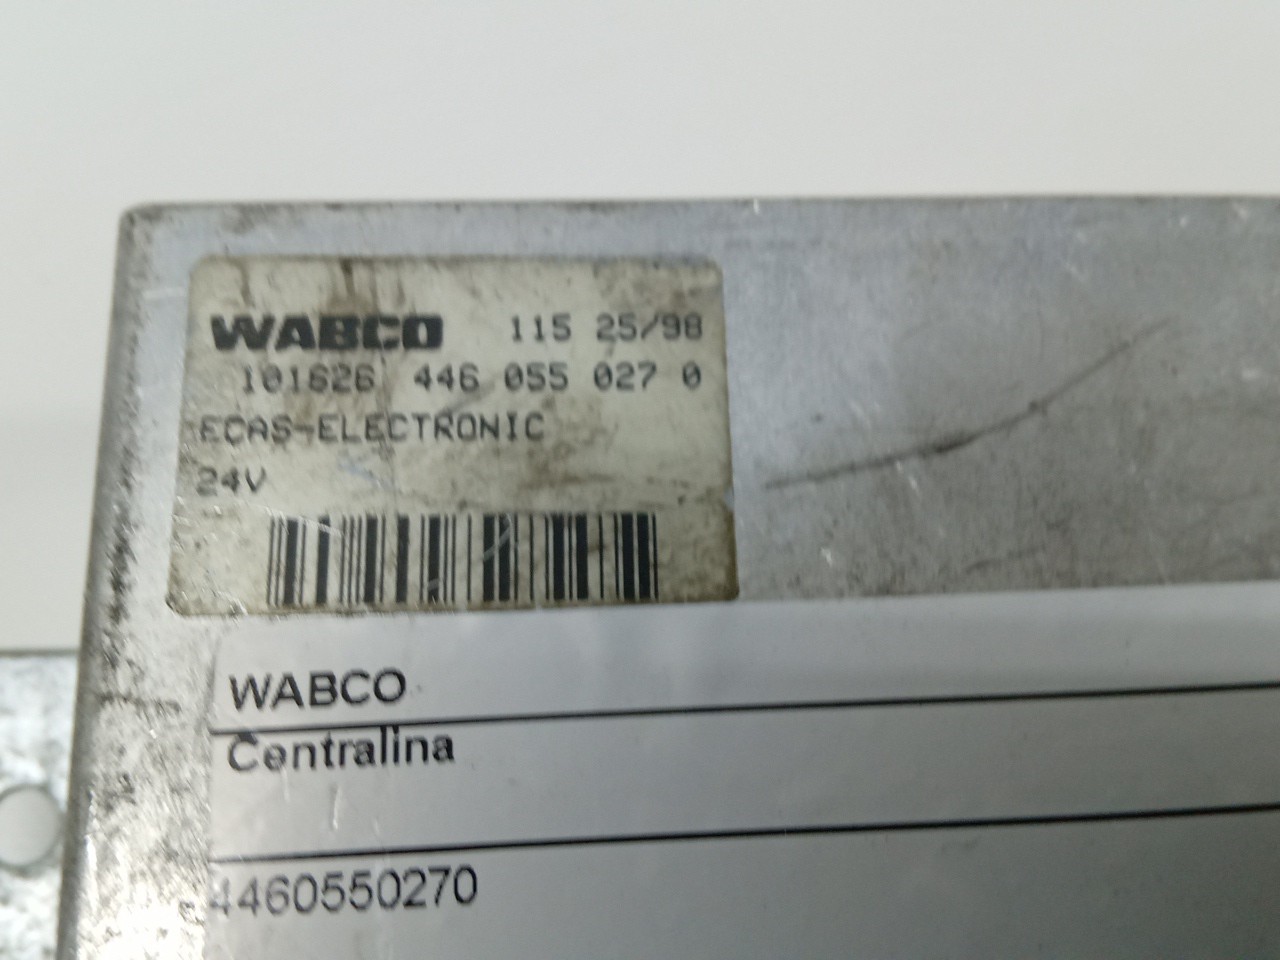 WABCO 115 25/98
101626 446 055 027 0
ECAS-ELECTRONIC
24V
WABCO
Centralina
4460550270